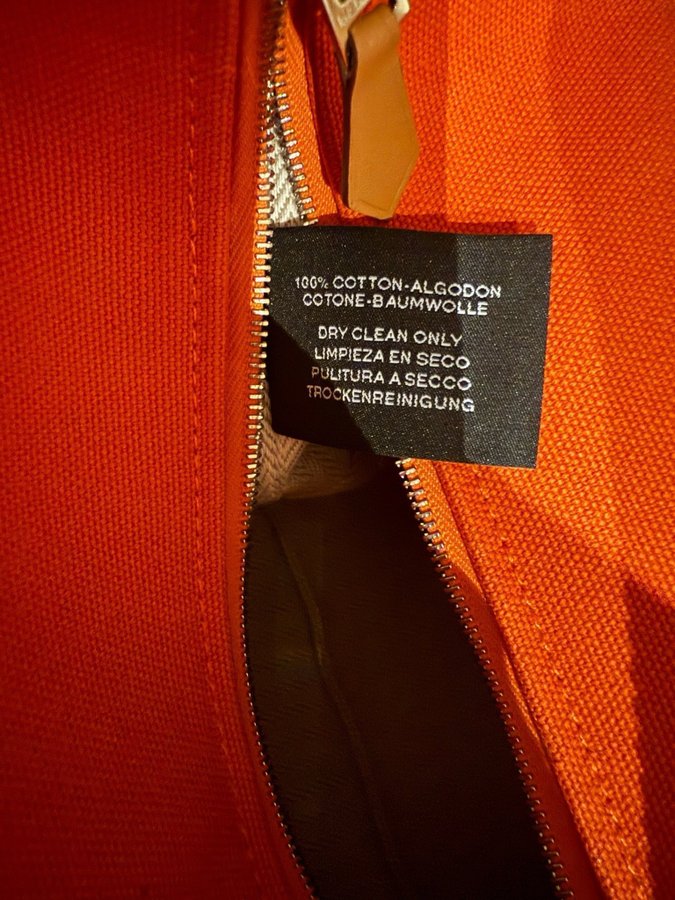 100% COTTON-ALGODON
COTONE-BAUMWOLLE
DRY CLEAN ONLY
LIMPIEZA EN SECO
PULITURA A SECCO
TROCKENREINIGUNG